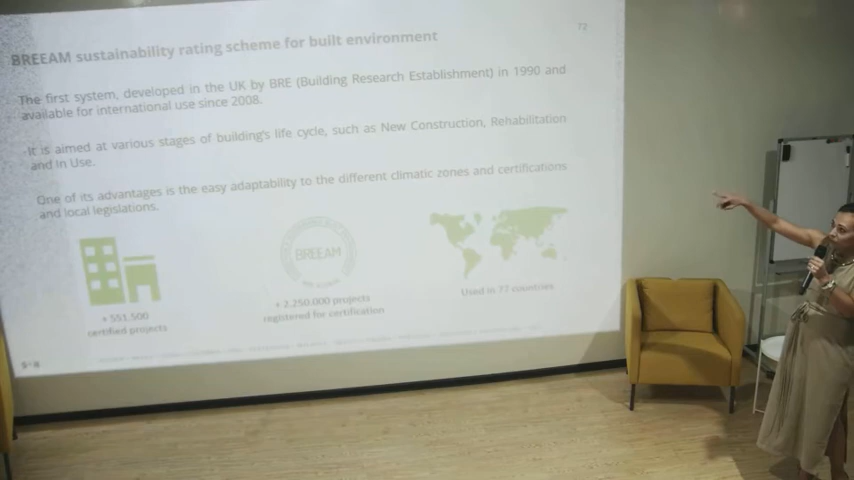 72
BREEAM sustainability rating scheme for built environment
The first system, developed in the UK by BRE (Building Research Establishment) in 1990 and
available for international use since 2008.
It is aimed at various stages of building's life cycle, such as New Construction, Rehabilitation
and In Use.
One of its advantages is the easy adaptability to the different climatic zones and certifications
and local legislations.
BREEAM
+ 551.500
certified projects
+ 2.250.000 projects
registered for certification
Used in 77 countries